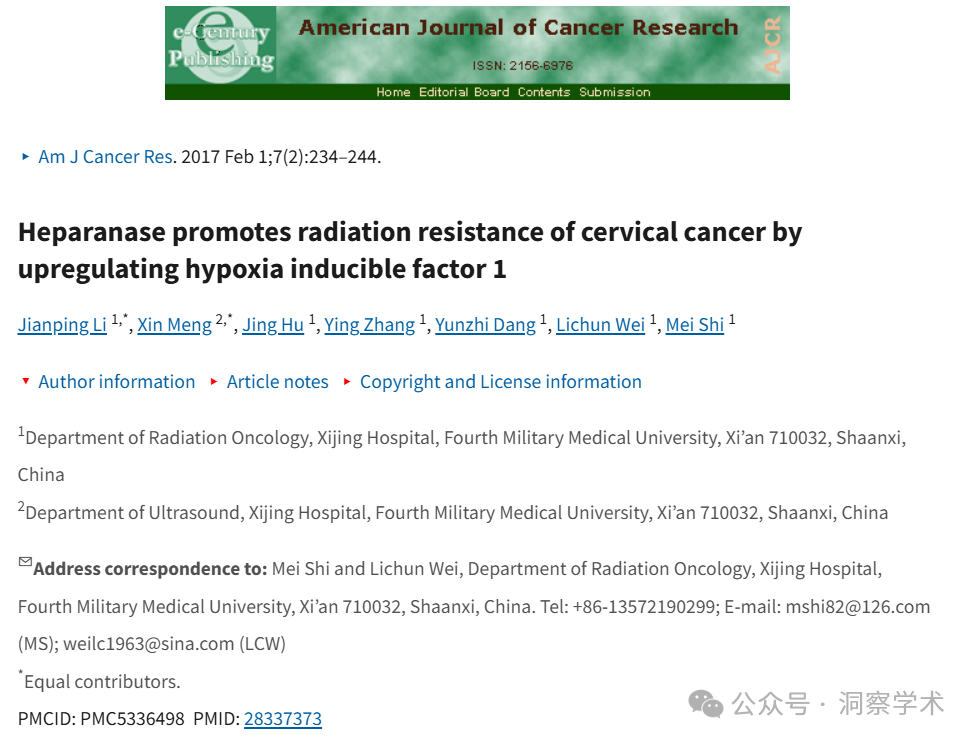 e-Century
Publishing
American Journal of Cancer Research
ISSN: 2156-6976
AJCR
Home Editorial Board Contents Submission
Am J Cancer Res. 2017 Feb 1;7(2):234–244.
Heparanase promotes radiation resistance of cervical cancer by
upregulating hypoxia inducible factor 1
Jianping Li 1,*, Xin Meng 2,*, Jing Hu 1, Ying Zhang 1, Yunzhi Dang 1, Lichun Wei 1, Mei Shi 1
Author information Article notes Copyright and License information
1Department of Radiation Oncology, Xijing Hospital, Fourth Military Medical University, Xi’an 710032, Shaanxi,
China
2Department of Ultrasound, Xijing Hospital, Fourth Military Medical University, Xi’an 710032, Shaanxi, China
Address correspondence to: Mei Shi and Lichun Wei, Department of Radiation Oncology, Xijing Hospital,
Fourth Military Medical University, Xi’an 710032, Shaanxi, China. Tel: +86-13572190299; E-mail: mshi82@126.com
(MS); weilc1963@sina.com (LCW)
*Equal contributors.
PMCID: PMC5336498 PMID: 28337373
公众号 · 洞察学术